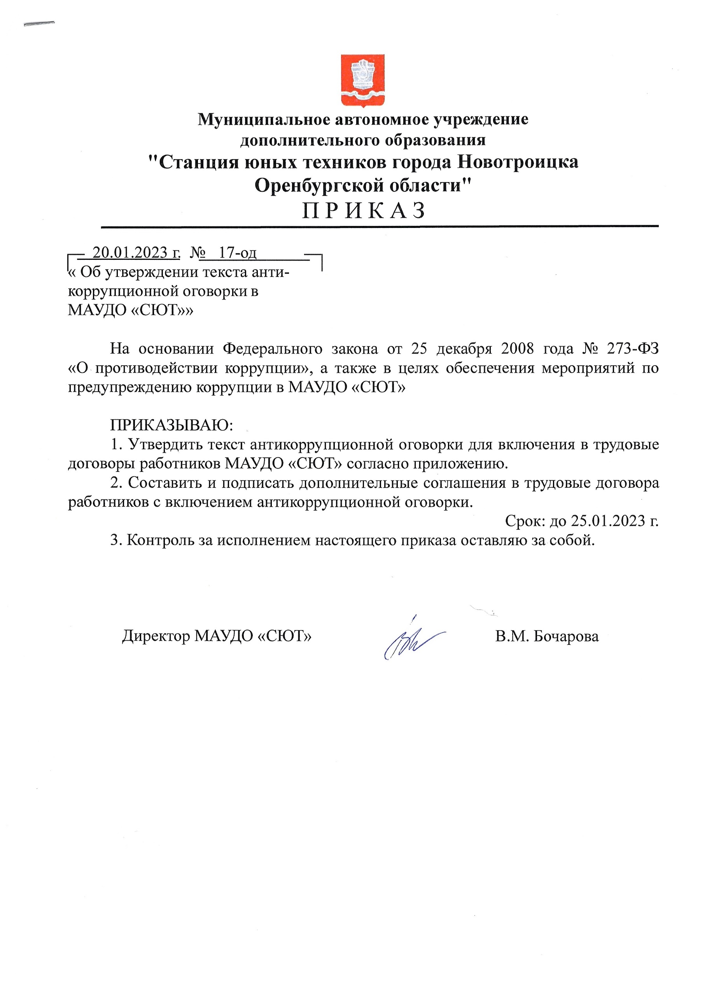 Муниципальное автономное учреждение
дополнительного образования
"Станция юных техников города Новотроицка
Оренбургской области"
П Р И К А З
20.01.2023 г. № 17-од
« Об утверждении текста анти-
коррупционной оговорки в
МАУДО «СЮТ»»
На основании Федерального закона от 25 декабря 2008 года № 273-ФЗ
«О противодействии коррупции», а также в целях обеспечения мероприятий по
предупреждению коррупции в МАУДО «СЮТ»
ПРИКАЗЫВАЮ:
1. Утвердить текст антикоррупционной оговорки для включения в трудовые
договоры работников МАУДО «СЮТ» согласно приложению.
2. Составить и подписать дополнительные соглашения в трудовые договора
работников с включением антикоррупционной оговорки.
Срок: до 25.01.2023 г.
3. Контроль за исполнением настоящего приказа оставляю за собой.
Директор МАУДО «СЮТ» В.М. Бочарова